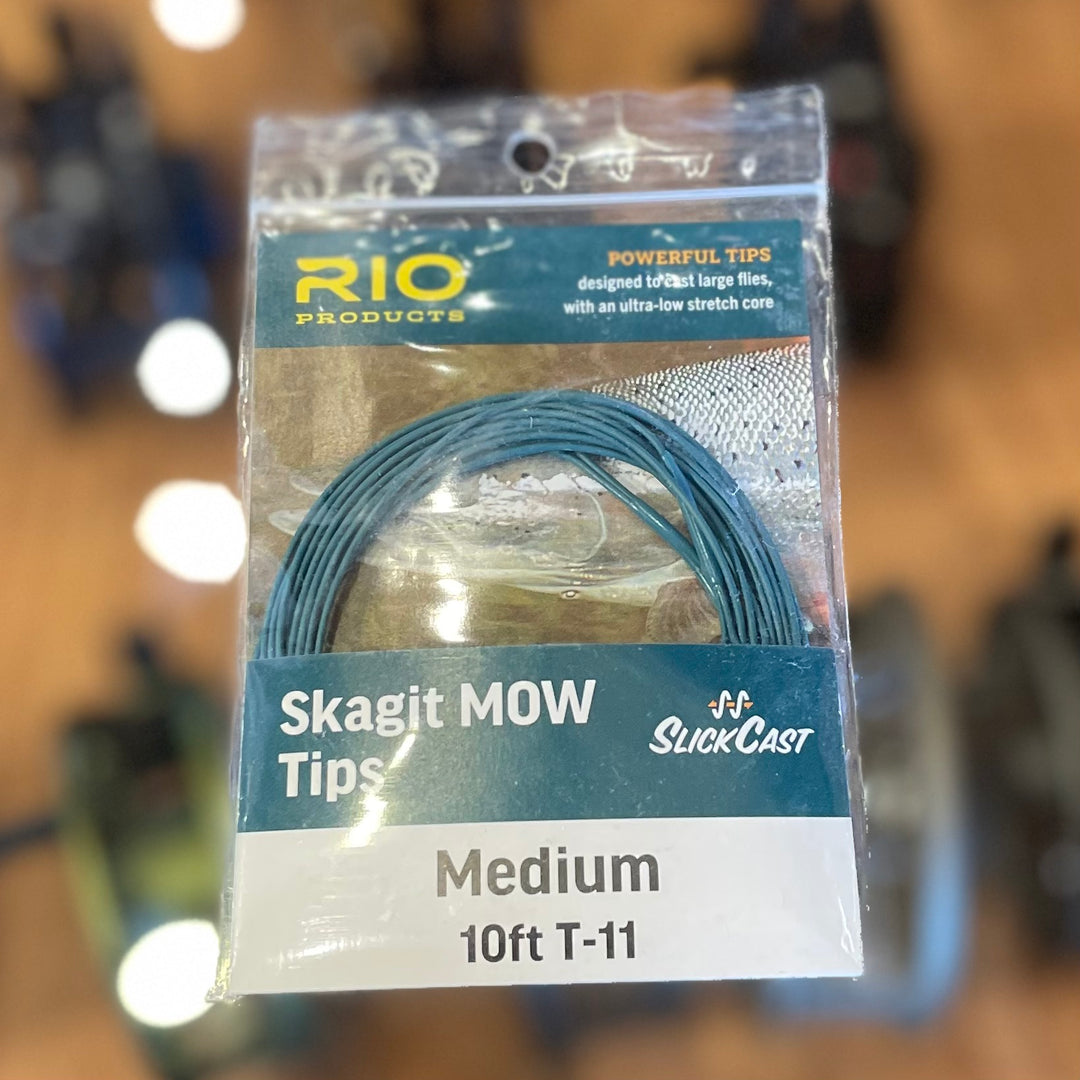 RIO
PRODUCTS
POWERFUL TIPS
designed to cast large flies,
with an ultra-low stretch core
Skagit MOW
Tips
SLICKCAST
Medium
10ft T-11